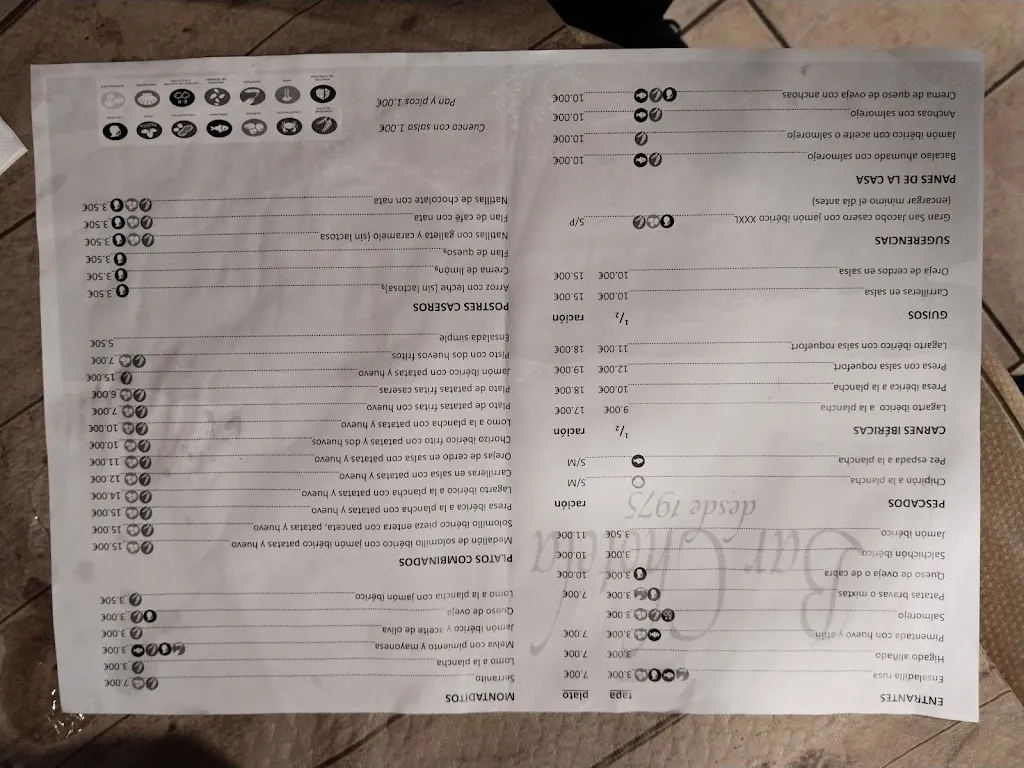 ENTRANTES tapa plato
Ensaladilla rusa 3.00€ 7.00€
Hígado aliñado 3.00€ 7.00€
Pimentada con huevo y atún 3.00€ 7.00€
Salmorejo 3.00€
Patatas bravas o mixtas 3.00€ 7.00€
Queso de oveja o de cabra 3.00€ 10.00€
Salchichón ibérico 3.00€ 10.00€
Jamón ibérico 3.50€ 11.00€
Bar Chotela
desde 1975
PESCADOS ración
Chipirón a la plancha S/M
Pez espada a la plancha S/M
CARNES IBÉRICAS 1/2 ración
Lagarto ibérico a la plancha 9.00€ 17.00€
Presa ibérica a la plancha 10.00€ 18.00€
Presa con salsa roquefort 12.00€ 19.00€
Lagarto ibérico con salsa roquefort 11.00€ 18.00€
GUISOS 1/2 ración
Carrilleras en salsa 10.00€ 15.00€
Oreja de cerdos en salsa 10.00€ 15.00€
SUGERENCIAS
Gran San Jacobo casero con jamón ibérico XXXL S/P
(encargar mínimo el día antes)
PANES DE LA CASA
Bacalao ahumado con salmorejo 10.00€
Jamón ibérico con aceite o salmorejo 10.00€
Anchoas con salmorejo 10.00€
Crema de queso de oveja con anchoas 10.00€
MONTADITOS
Serranito 7.00€
Lomo a la plancha 3.00€
Melva con pimiento y mayonesa 3.00€
Jamón ibérico y aceite de oliva 3.00€
Queso de oveja 3.00€
Lomo a la plancha con jamón ibérico 3.50€
PLATOS COMBINADOS
Medallón de solomillo ibérico con jamón ibérico patatas y huevo 15.00€
Solomillo ibérico pieza entera con panceta, patatas y huevo 15.00€
Presa ibérica a la plancha con patatas y huevo 15.00€
Lagarto ibérico a la plancha con patatas y huevo 14.00€
Carrilleras en salsa con patatas y huevo 12.00€
Orejas de cerdo en salsa con patatas y huevo 11.00€
Chorizo ibérico frito con patatas y dos huevos 10.00€
Lomo a la plancha con patatas y huevo 10.00€
Plato de patatas fritas con huevo 7.00€
Plato de patatas fritas caseras 6.00€
Jamón ibérico con patatas y huevo 15.00€
Pisto con dos huevos fritos 7.00€
Ensalada simple 5.50€
POSTRES CASEROS
Arroz con leche (sin lactosa) 3.50€
Crema de limón 3.50€
Flan de queso 3.50€
Natillas con galleta y caramelo (sin lactosa) 3.50€
Flan de café con nata 3.50€
Natillas de chocolate con nata 3.50€
Cuenco con salsa 1.00€
Pan y picos 1.00€